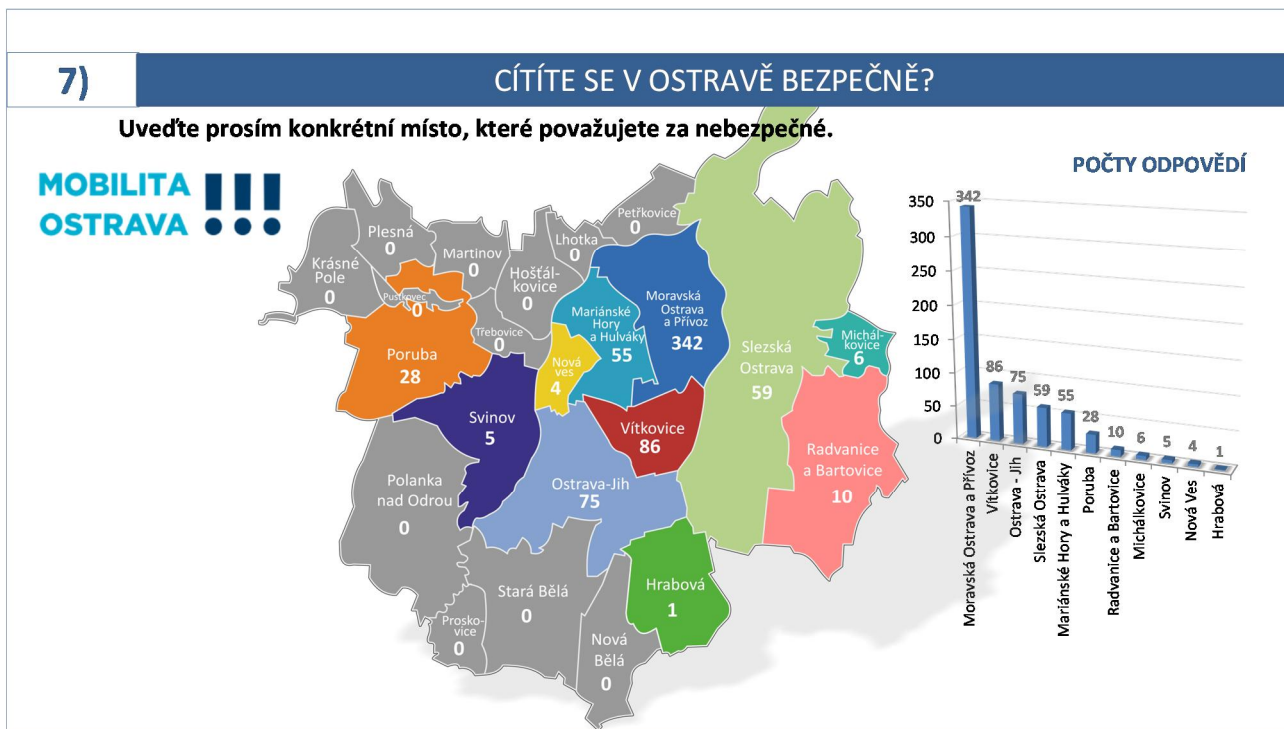 7)
CÍTÍTE SE V OSTRAVĚ BEZPEČNĚ?
Uveďte prosím konkrétní místo, které považujete za nebezpečné.
MOBILITA
OSTRAVA !!!
POČTY ODPOVĚDÍ
Petřkovice
0
Plesná
0
Lhotka
0
Martinov
0
Krásné
Pole
0
Hošťál-
kovice
0
Pustkovec
0
Třebovice
0
Mariánské
Hory
a Hulváky
55
Moravská
Ostrava
a Přívoz
342
Slezská
Ostrava
59
Michál-
kovice
6
Poruba
28
Nová
ves
4
Svinov
5
Vítkovice
86
Radvanice
a Bartovice
10
Polanka
nad Odrou
0
Ostrava-Jih
75
Stará Bělá
0
Hrabová
1
Prosko-
vice
0
Nová
Bělá
0
350
300
250
200
150
100
50
0
342
86
75
59
55
28
10
6
5
4
1
Moravská Ostrava a Přívoz
Vítkovice
Ostrava - Jih
Slezská Ostrava
Mariánské Hory a Hulváky
Poruba
Radvanice a Bartovice
Michálkovice
Svinov
Nová Ves
Hrabová